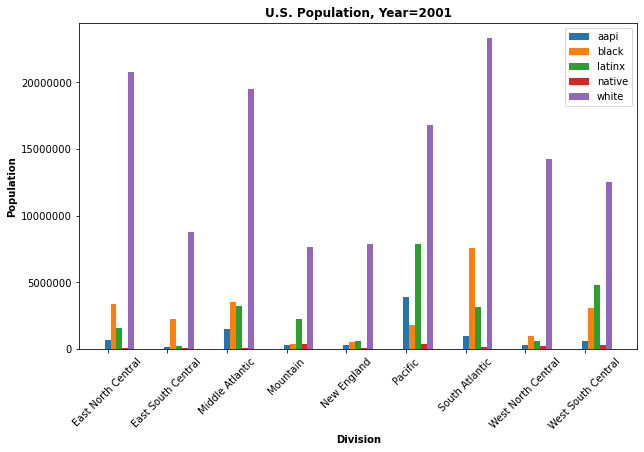 U.S. Population, Year=2001
aapi
black
latinx
native
white
Population
20000000
15000000
10000000
5000000
0
East North Central
East South Central
Middle Atlantic
Mountain
New England
Pacific
South Atlantic
West North Central
West South Central
Division